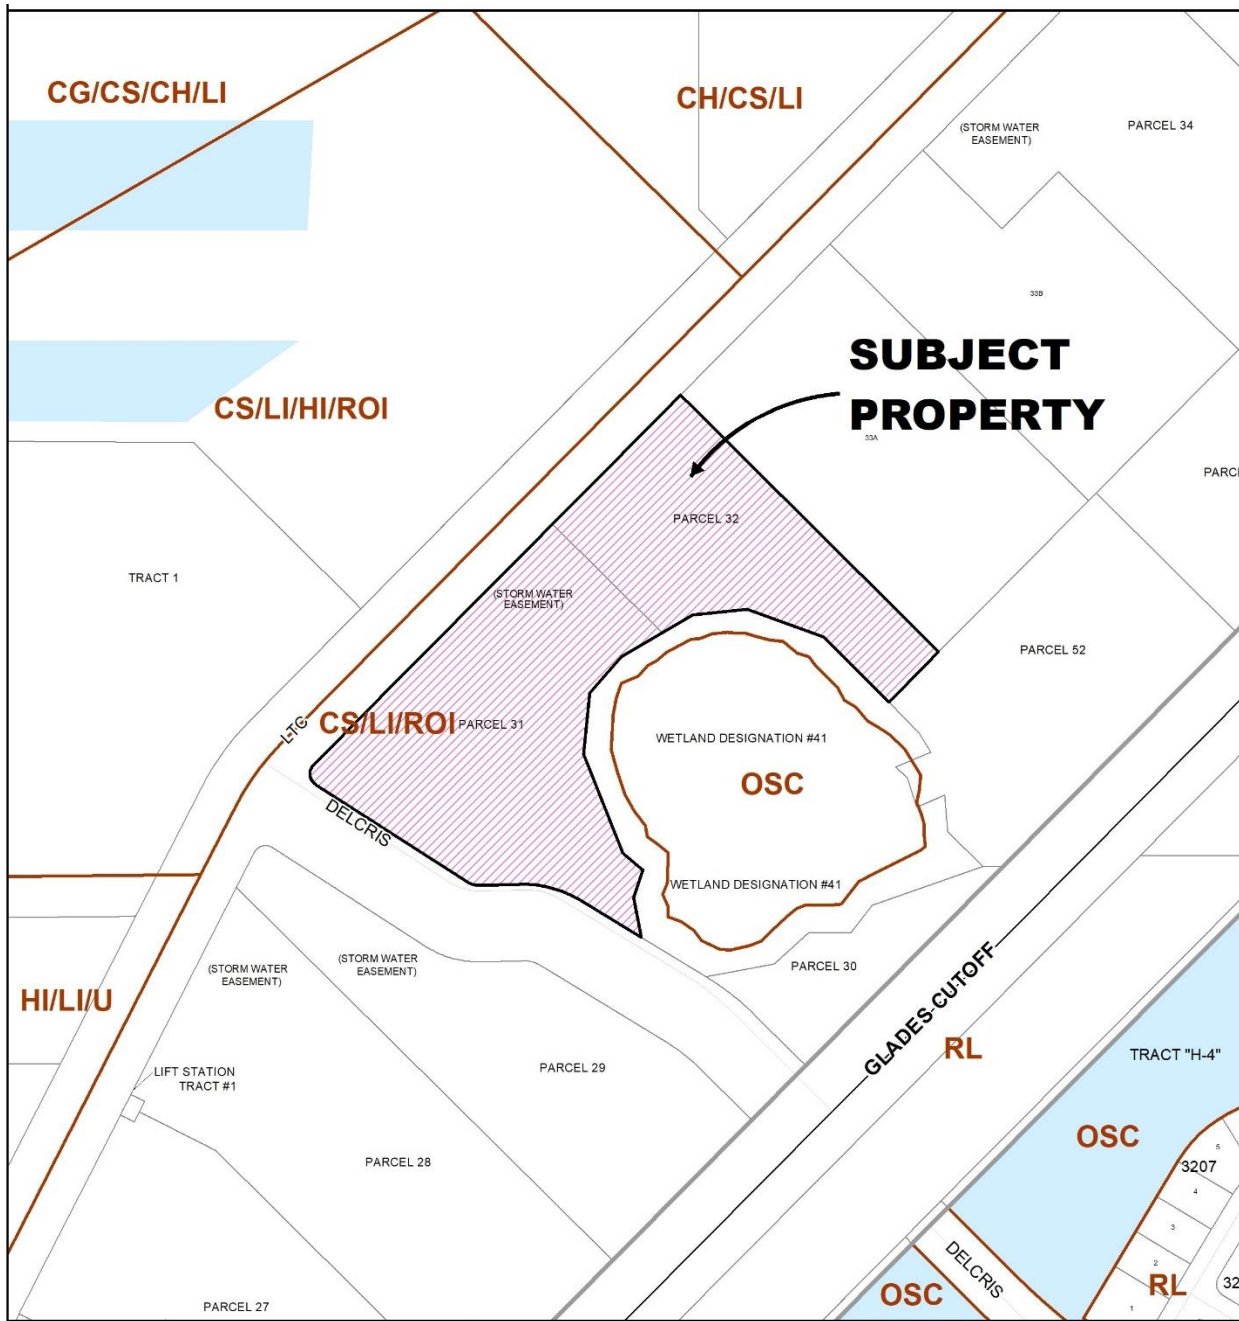 CG/CS/CH/LI
CH/CS/LI
(STORM WATER
EASEMENT)
PARCEL 34
33B
SUBJECT
PROPERTY
CS/LI/HI/ROI
33A
PARCEL 32
TRACT 1
(STORM WATER
EASEMENT)
PARCEL 52
LTC
CS/LI/ROI
PARCEL 31
WETLAND DESIGNATION #41
OSC
DELCRIS
WETLAND DESIGNATION #41
PARCEL 30
(STORM WATER
EASEMENT)
(STORM WATER
EASEMENT)
HI/LI/U
GLADES CUTOFF
RL
TRACT "H-4"
LIFT STATION
TRACT #1
PARCEL 29
OSC
PARCEL 28
5
3207
4
3
2
1
DELCRIS
RL
OSC
PARCEL 27